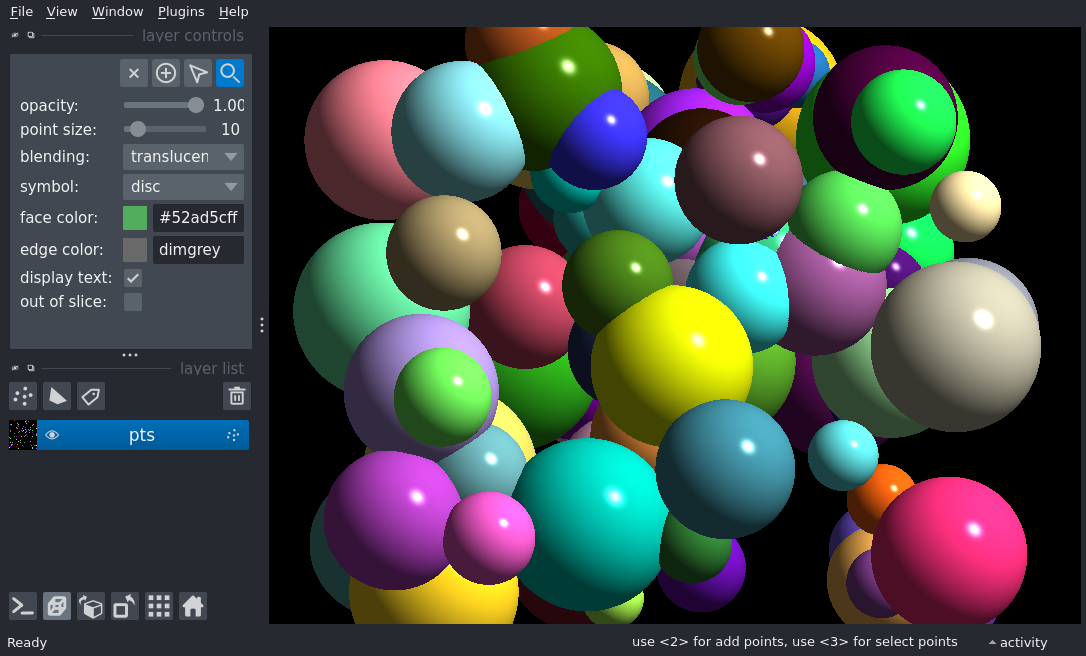 File View Window Plugins Help
layer controls
opacity: 1.00
point size: 10
blending: translucen
symbol: disc
face color: #52ad5cff
edge color: dimgrey
display text:
out of slice:
layer list
pts
Ready use <2> for add points, use <3> for select points activity